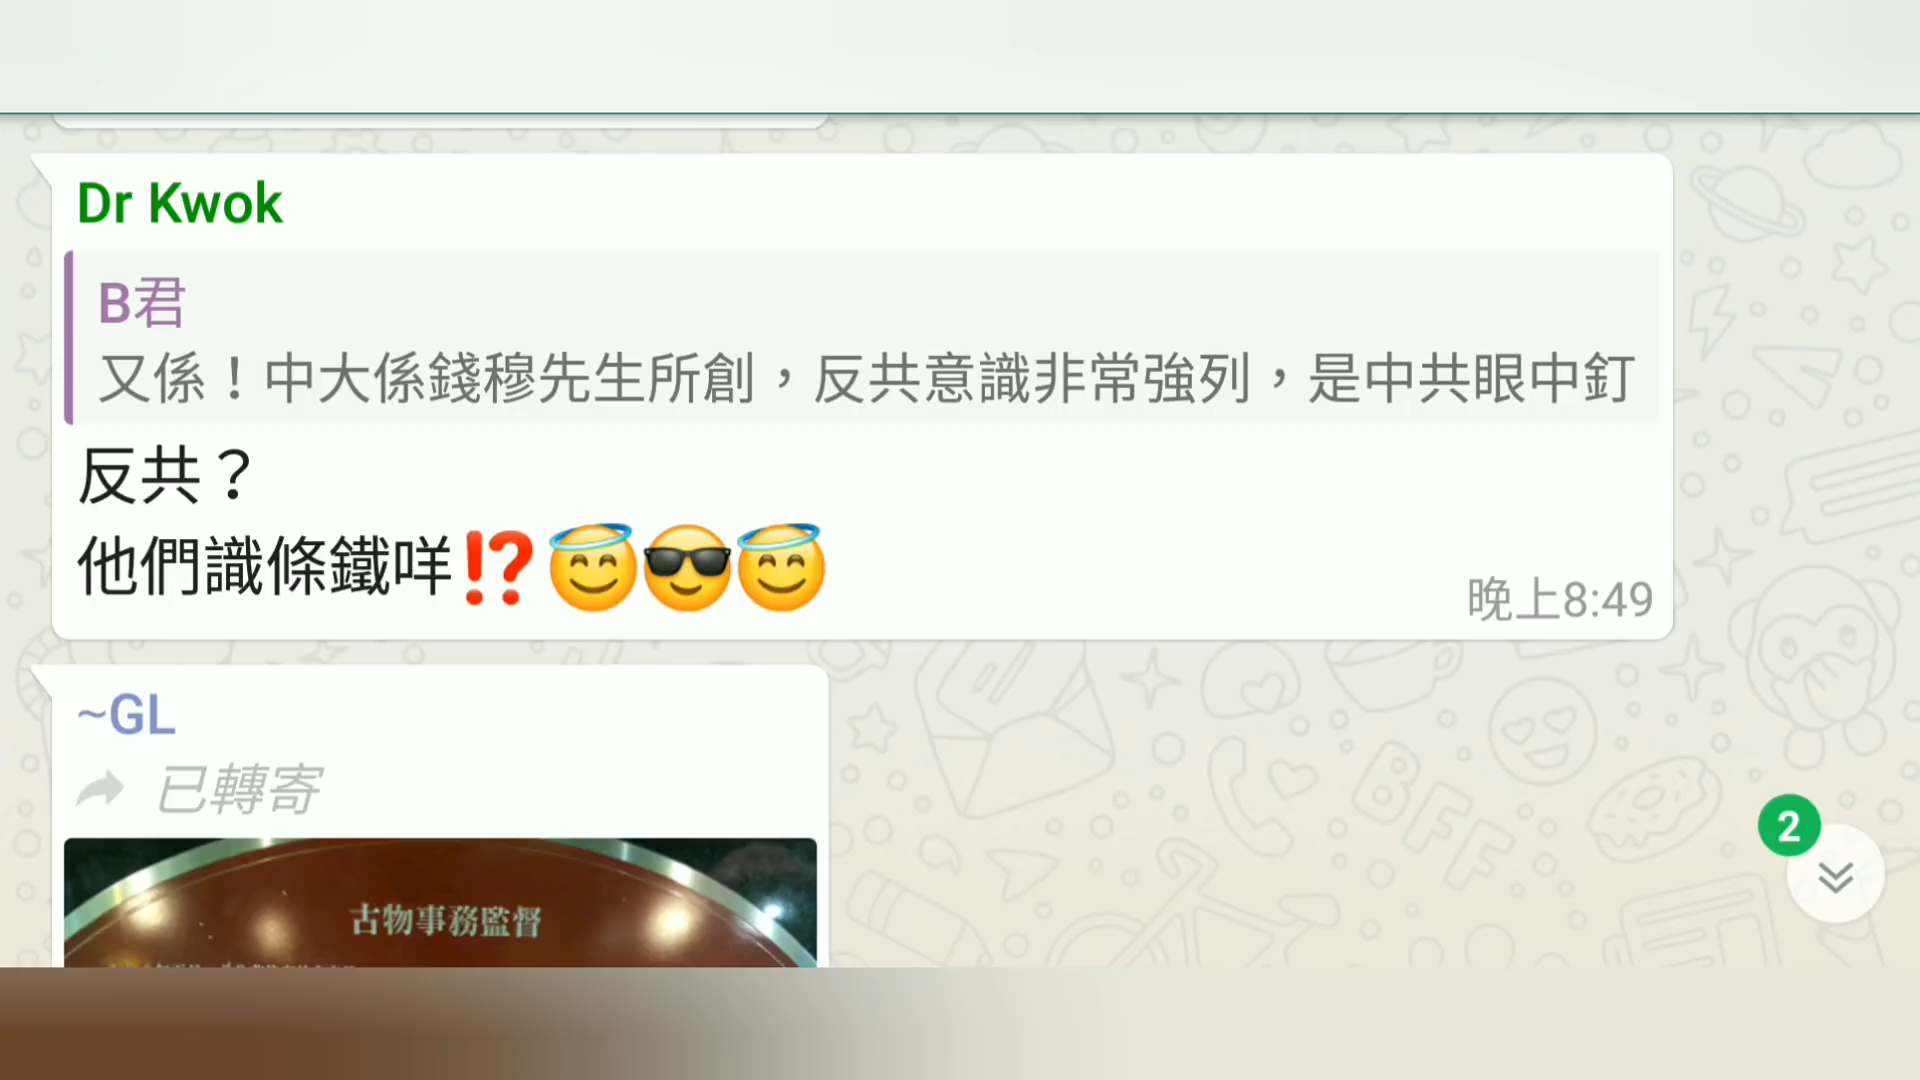 Dr Kwok
B君
又係！中大係錢穆先生所創，反共意識非常強列，是中共眼中釘
反共？
他們識條鐵咩⁉️😇😎😇
晚上8:49
~GL
已轉寄
古物事務監督
2